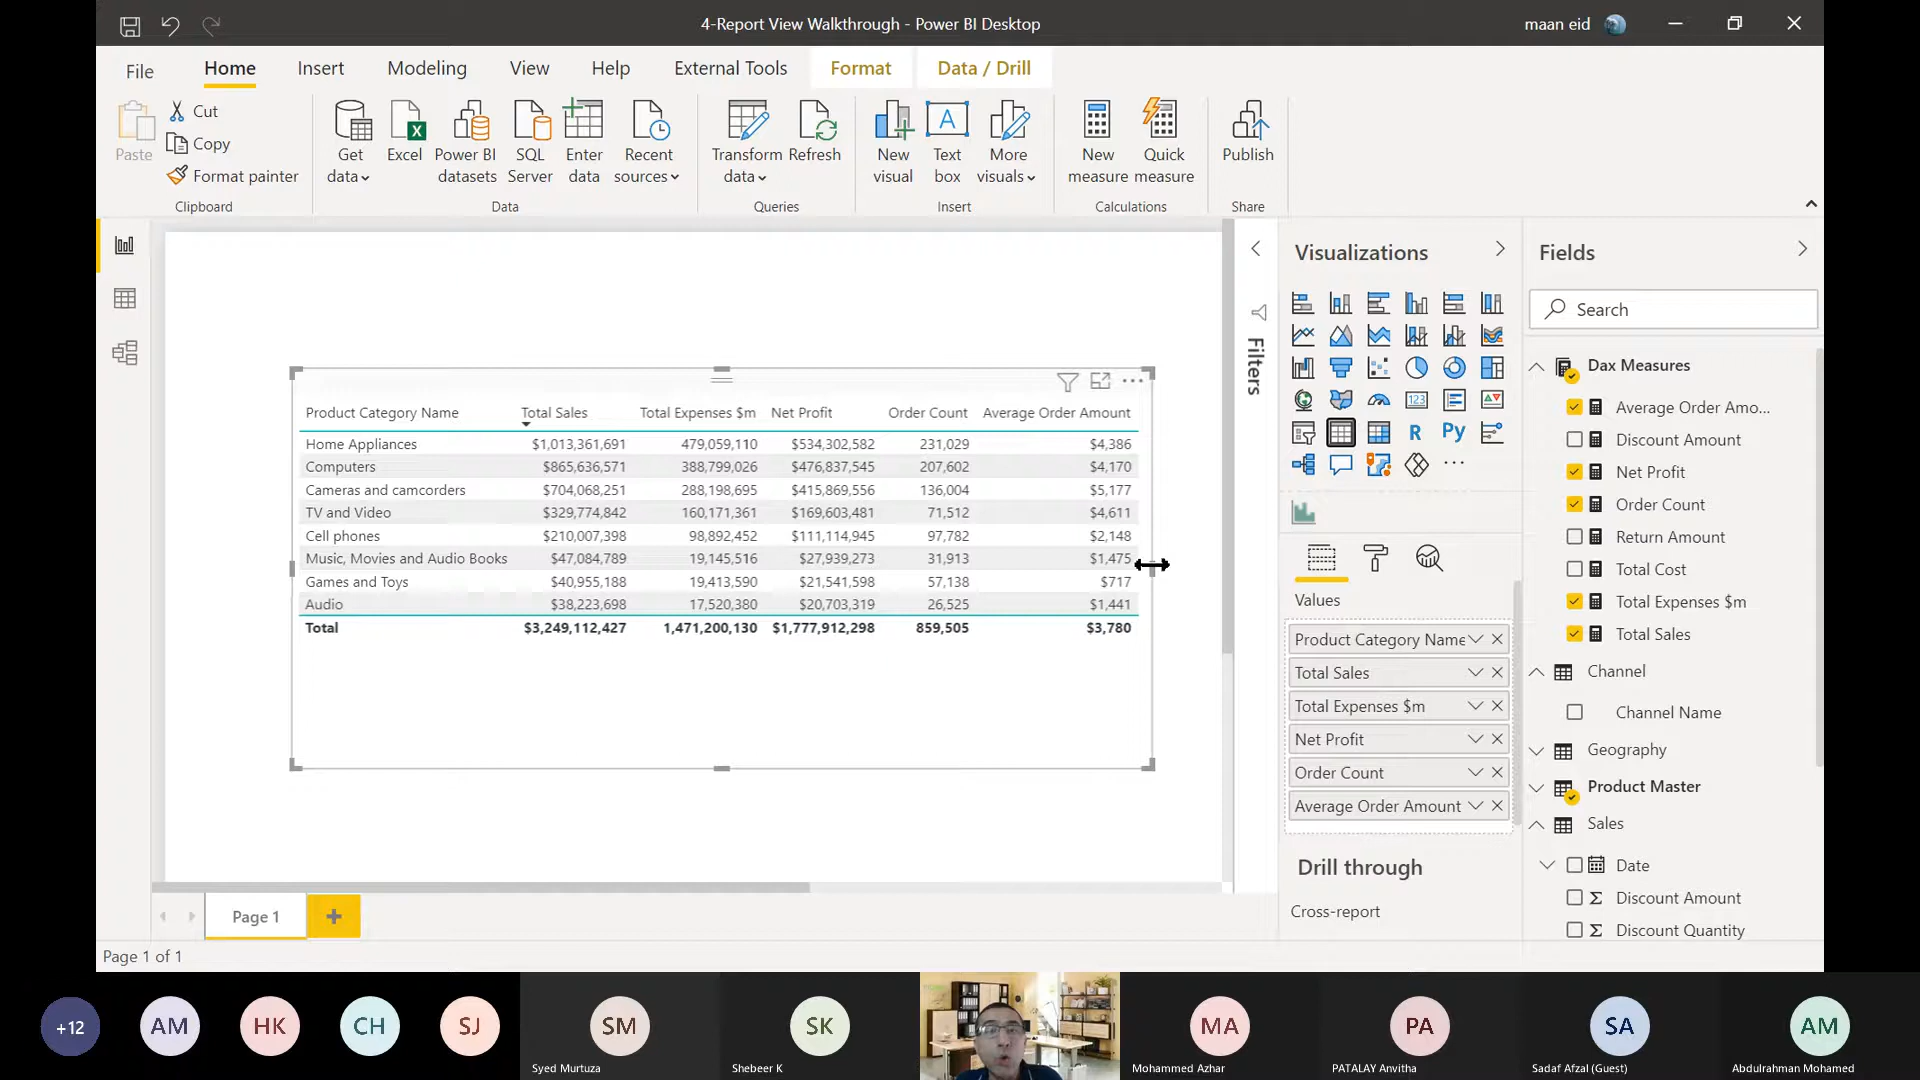 4-Report View Walkthrough - Power BI Desktop
maan eid
File
Home
Insert
Modeling
View
Help
External Tools
Format
Data / Drill
Paste
Cut
Copy
Format painter
Clipboard
Get data
Excel
Power BI datasets
SQL Server
Enter data
Recent sources
Data
Transform data
Refresh
Queries
New visual
A
Text box
More visuals
Insert
New measure
Quick measure
Calculations
Publish
Share
Product Category Name Total Sales Total Expenses $m Net Profit Order Count Average Order Amount
Home Appliances $1,013,361,691 479,059,110 $534,302,582 231,029 $4,386
Computers $865,636,571 388,799,026 $476,837,545 207,602 $4,170
Cameras and camcorders $704,068,251 288,198,695 $415,869,556 136,004 $5,177
TV and Video $329,774,842 160,171,361 $169,603,481 71,512 $4,611
Cell phones $210,007,398 98,892,452 $111,114,945 97,782 $2,148
Music, Movies and Audio Books $47,084,789 19,145,516 $27,939,273 31,913 $1,475
Games and Toys $40,955,188 19,413,590 $21,541,598 57,138 $717
Audio $38,223,698 17,520,380 $20,703,319 26,525 $1,441
Total $3,249,112,427 1,471,200,130 $1,777,912,298 859,505 $3,780
Filters
Visualizations
123
R
Py
Values
Product Category Name
Total Sales
Total Expenses $m
Net Profit
Order Count
Average Order Amount
Drill through
Cross-report
Fields
Search
Dax Measures
Average Order Amo...
Discount Amount
Net Profit
Order Count
Return Amount
Total Cost
Total Expenses $m
Total Sales
Channel
Channel Name
Geography
Product Master
Sales
Date
Σ Discount Amount
Σ Discount Quantity
Page 1
Page 1 of 1
+12
AM
HK
CH
SJ
SM
Syed Murtuza
SK
Shebeer K
MA
Mohammed Azhar
PA
PATALAY Anvitha
SA
Sadaf Afzal (Guest)
AM
Abdulrahman Mohamed